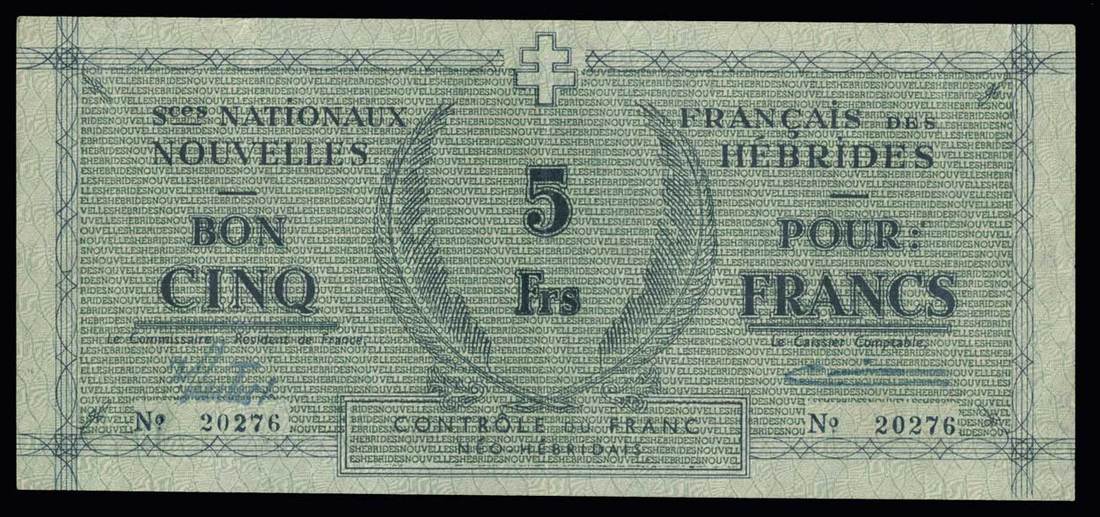 Sces NATIONAUX FRANÇAIS DES
NOUVELLES HÉBRIDES
BON POUR:
CINQ FRANCS
5
Frs
Le Commissaire Résident de France,
Le Caissier Comptable,
No 20276
No 20276
CONTRÔLE DU FRANC
NÉO-HÉBRIDAIS